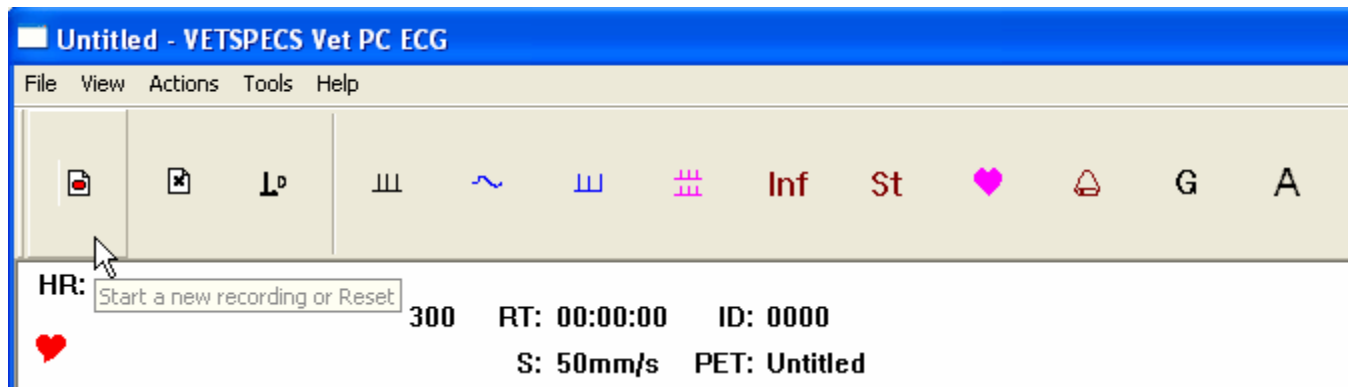 Untitled - VETSPECS Vet PC ECG
File View Actions Tools Help
D Inf St G A
HR:
Start a new recording or Reset
300 RT: 00:00:00 ID: 0000
S: 50mm/s PET: Untitled